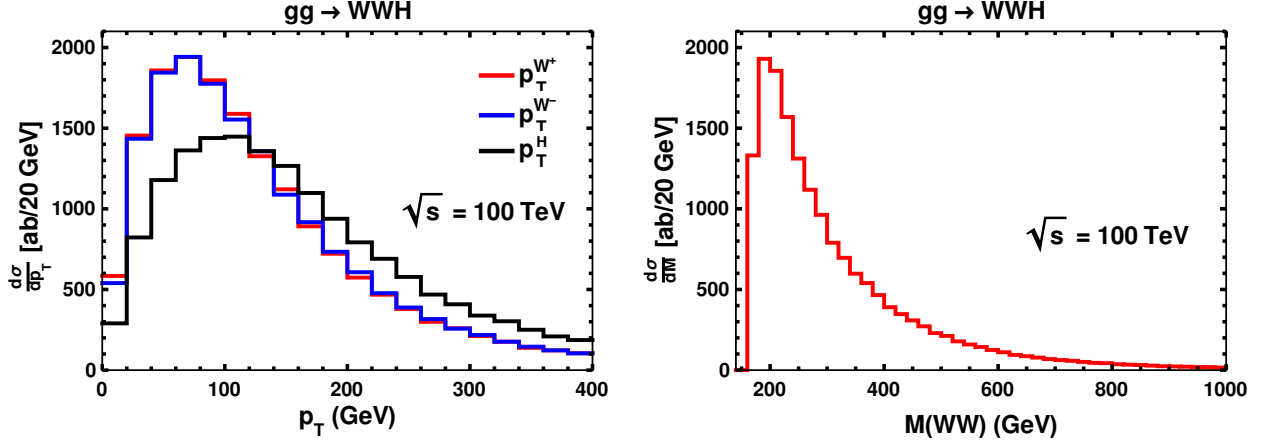 gg → WWH
dσ/dp_T [ab/20 GeV]
2000
1500
1000
500
0
p_T^{W⁺}
p_T^{W⁻}
p_T^H
√s = 100 TeV
0 100 200 300 400
p_T (GeV)
gg → WWH
dσ/dM [ab/20 GeV]
2000
1500
1000
500
0
√s = 100 TeV
200 400 600 800 1000
M(WW) (GeV)